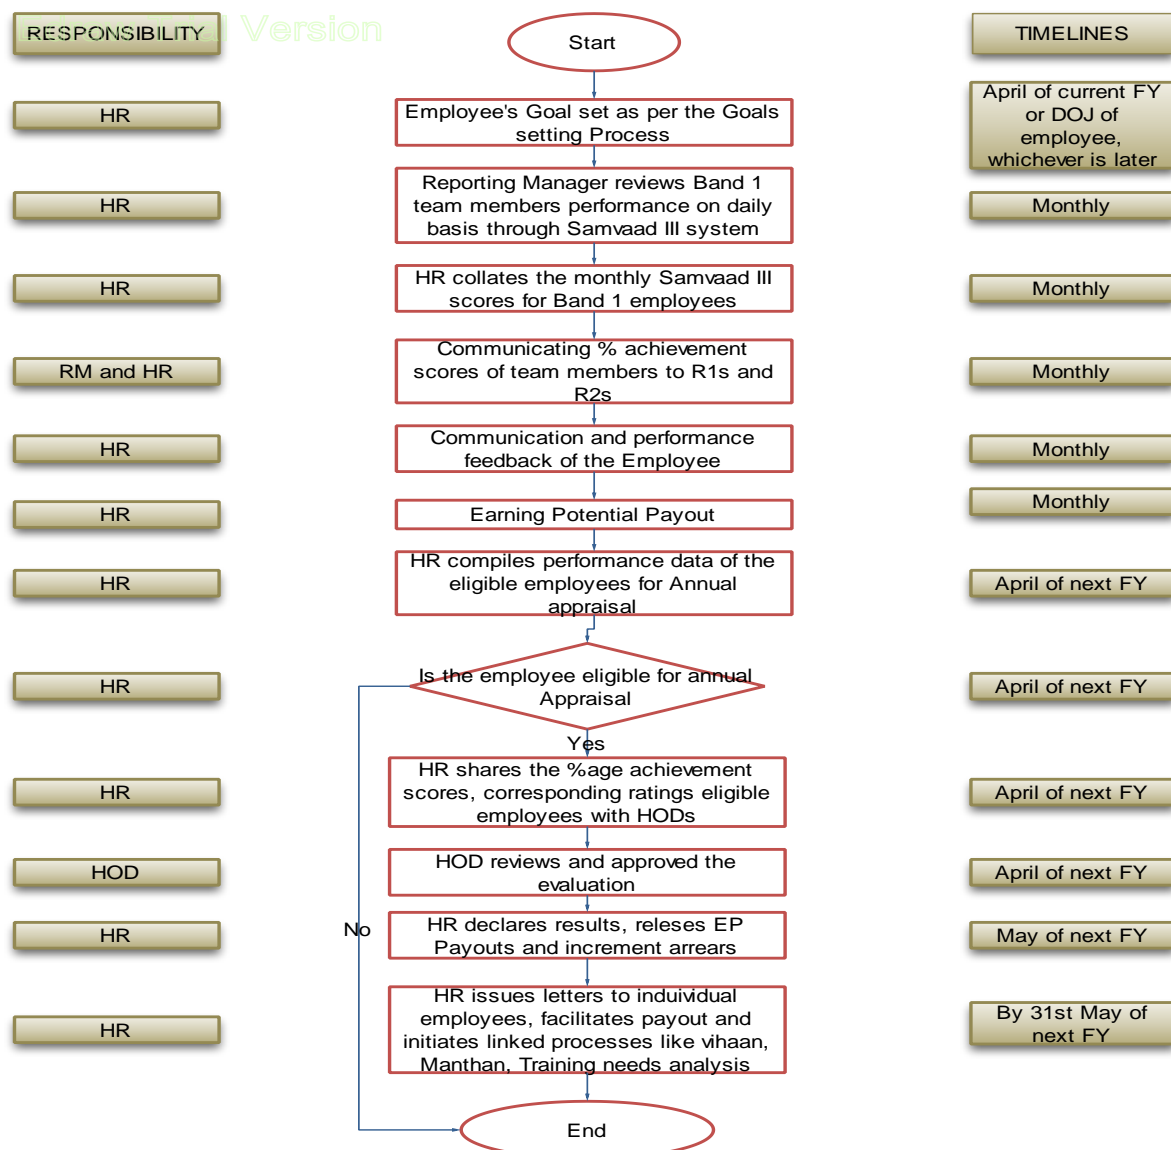 RESPONSIBILITY
Version
Start
TIMELINES
HR
Employee's Goal set as per the Goals
setting Process
April of current FY
or DOJ of
employee,
whichever is later
HR
Reporting Manager reviews Band 1
team members performance on daily
basis through Samvaad III system
Monthly
HR
HR collates the monthly Samvaad III
scores for Band 1 employees
Monthly
RM and HR
Communicating % achievement
scores of team members to R1s and
R2s
Monthly
HR
Communication and performance
feedback of the Employee
Monthly
HR
Earning Potential Payout
Monthly
HR
HR compiles performance data of the
eligible employees for Annual
appraisal
April of next FY
HR
Is the employee eligible for annual
Appraisal
April of next FY
Yes
HR
HR shares the %age achievement
scores, corresponding ratings eligible
employees with HODs
April of next FY
HOD
HOD reviews and approved the
evaluation
April of next FY
No
HR
HR declares results, releses EP
Payouts and increment arrears
May of next FY
HR
HR issues letters to induividual
employees, facilitates payout and
initiates linked processes like vihaan,
Manthan, Training needs analysis
By 31st May of
next FY
End